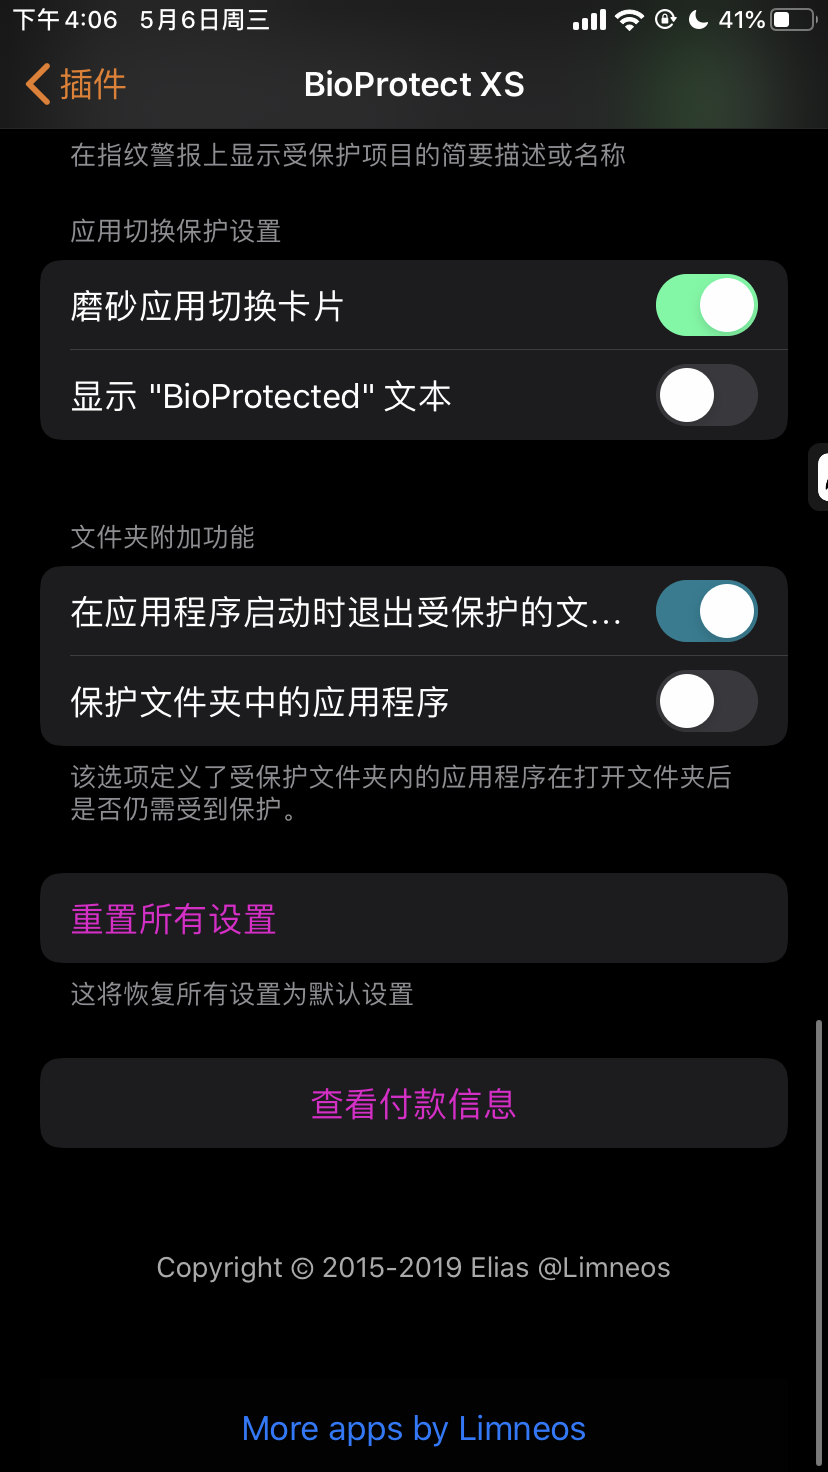 下午4:06 5月6日周三 41%
插件 BioProtect XS
在指纹警报上显示受保护项目的简要描述或名称
应用切换保护设置
磨砂应用切换卡片
显示 "BioProtected" 文本
文件夹附加功能
在应用程序启动时退出受保护的文...
保护文件夹中的应用程序
该选项定义了受保护文件夹内的应用程序在打开文件夹后
是否仍需受到保护。
重置所有设置
这将恢复所有设置为默认设置
查看付款信息
Copyright © 2015-2019 Elias @Limneos
More apps by Limneos